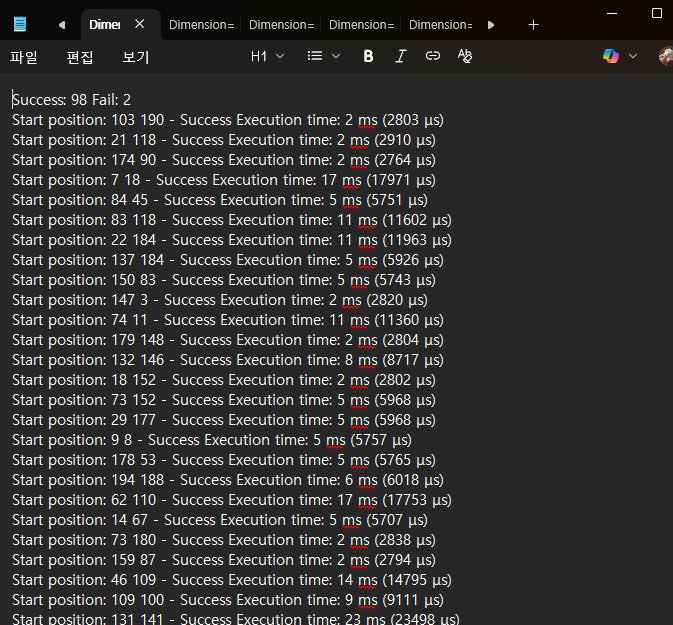 Dimer
Dimension=
Dimension=
Dimension=
Dimension=
파일 편집 보기 H1 B I
Success: 98 Fail: 2
Start position: 103 190 - Success Execution time: 2 ms (2803 µs)
Start position: 21 118 - Success Execution time: 2 ms (2910 µs)
Start position: 174 90 - Success Execution time: 2 ms (2764 µs)
Start position: 7 18 - Success Execution time: 17 ms (17971 µs)
Start position: 84 45 - Success Execution time: 5 ms (5751 µs)
Start position: 83 118 - Success Execution time: 11 ms (11602 µs)
Start position: 22 184 - Success Execution time: 11 ms (11963 µs)
Start position: 137 184 - Success Execution time: 5 ms (5926 µs)
Start position: 150 83 - Success Execution time: 5 ms (5743 µs)
Start position: 147 3 - Success Execution time: 2 ms (2820 µs)
Start position: 74 11 - Success Execution time: 11 ms (11360 µs)
Start position: 179 148 - Success Execution time: 2 ms (2804 µs)
Start position: 132 146 - Success Execution time: 8 ms (8717 µs)
Start position: 18 152 - Success Execution time: 2 ms (2802 µs)
Start position: 73 152 - Success Execution time: 5 ms (5968 µs)
Start position: 29 177 - Success Execution time: 5 ms (5968 µs)
Start position: 9 8 - Success Execution time: 5 ms (5757 µs)
Start position: 178 53 - Success Execution time: 5 ms (5765 µs)
Start position: 194 188 - Success Execution time: 6 ms (6018 µs)
Start position: 62 110 - Success Execution time: 17 ms (17753 µs)
Start position: 14 67 - Success Execution time: 5 ms (5707 µs)
Start position: 73 180 - Success Execution time: 2 ms (2838 µs)
Start position: 159 87 - Success Execution time: 2 ms (2794 µs)
Start position: 46 109 - Success Execution time: 14 ms (14795 µs)
Start position: 109 100 - Success Execution time: 9 ms (9111 µs)
Start position: 131 141 - Success Execution time: 23 ms (23498 µs)